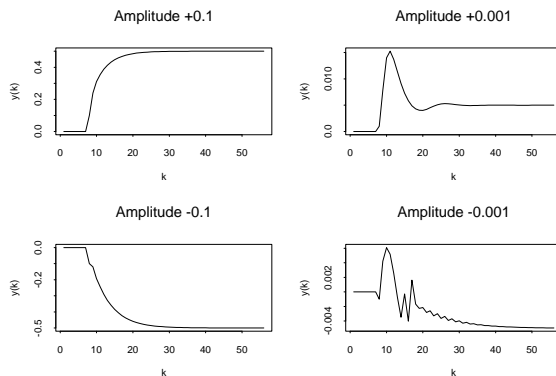 Amplitude +0.1
y(k)
0.0 0.2 0.4
0 10 20 30 40 50
k
Amplitude +0.001
y(k)
0.0 0.010
0 10 20 30 40 50
k
Amplitude -0.1
y(k)
-0.5 -0.2 0.0
0 10 20 30 40 50
k
Amplitude -0.001
y(k)
-0.004 0.002
0 10 20 30 40 50
k